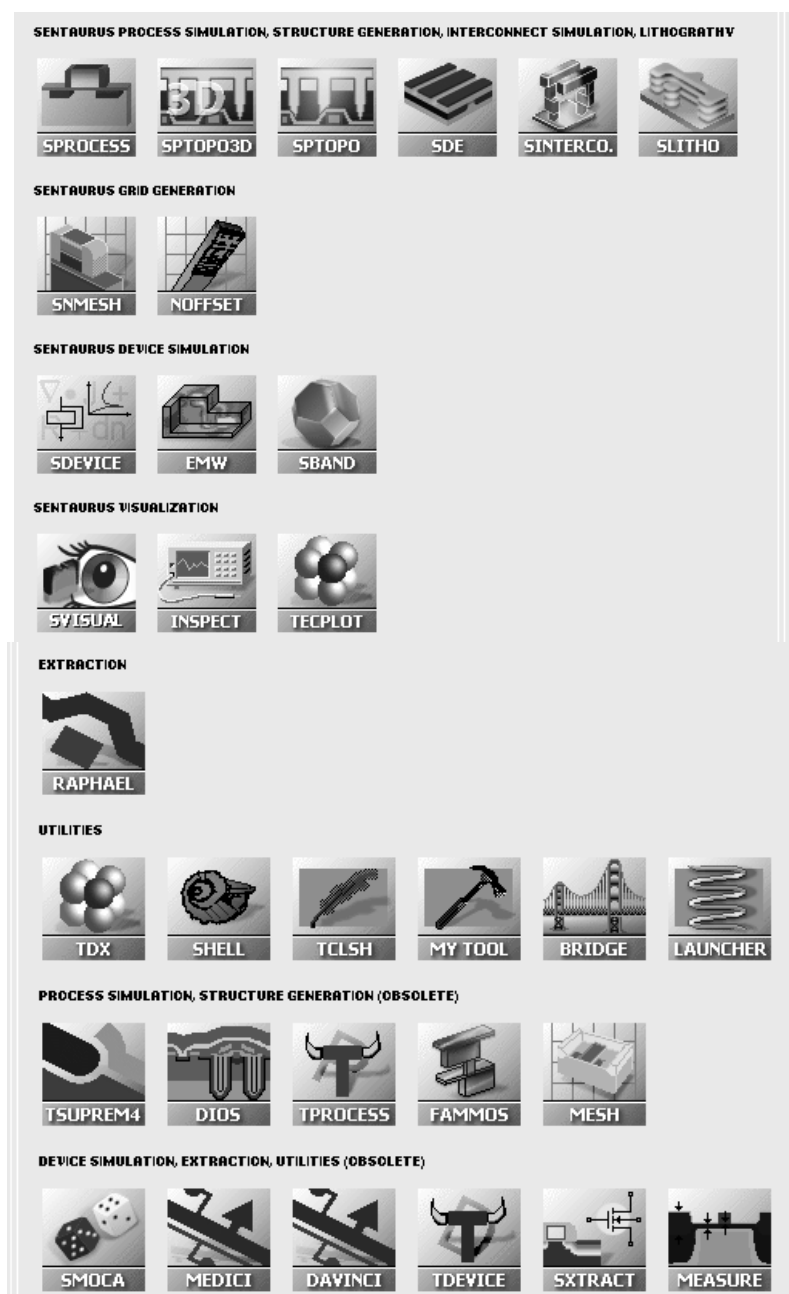 SENTAURUS PROCESS SIMULATION, STRUCTURE GENERATION, INTERCONNECT SIMULATION, LITHOGRATHY
3D
SPROCESS SPTOPO3D SPTOPO SDE SINTERCO. SLITHO
SENTAURUS GRID GENERATION
SNMESH NOFFSET
SENTAURUS DEVICE SIMULATION
SDEVICE EMW SBAND
SENTAURUS VISUALIZATION
SVISUAL INSPECT TECPLOT
EXTRACTION
RAPHAEL
UTILITIES
TDX SHELL TCLSH MY TOOL BRIDGE LAUNCHER
PROCESS SIMULATION, STRUCTURE GENERATION (OBSOLETE)
TSUPREM4 DIOS TPROCESS FAMMOS MESH
DEVICE SIMULATION, EXTRACTION, UTILITIES (OBSOLETE)
SMOCA MEDICI DAVINCI TDEVICE SXTRACT MEASURE